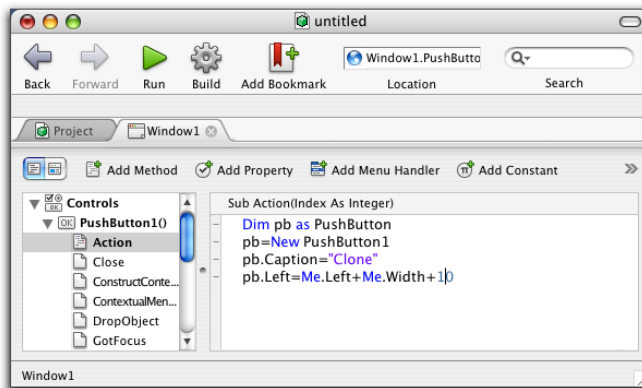 untitled
Back Forward Run Build Add Bookmark Window1.PushButto Location Search
Project Window1
Add Method Add Property Add Menu Handler Add Constant
Controls
PushButton1()
Action
Close
ConstructConte...
ContextualMen...
DropObject
GotFocus
Sub Action(Index As Integer)
Dim pb as PushButton
pb=New PushButton1
pb.Caption="Clone"
pb.Left=Me.Left+Me.Width+10
Window1